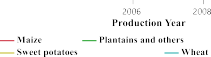 2006 2008
Production Year
Maize Plantains and others
Sweet potatoes Wheat